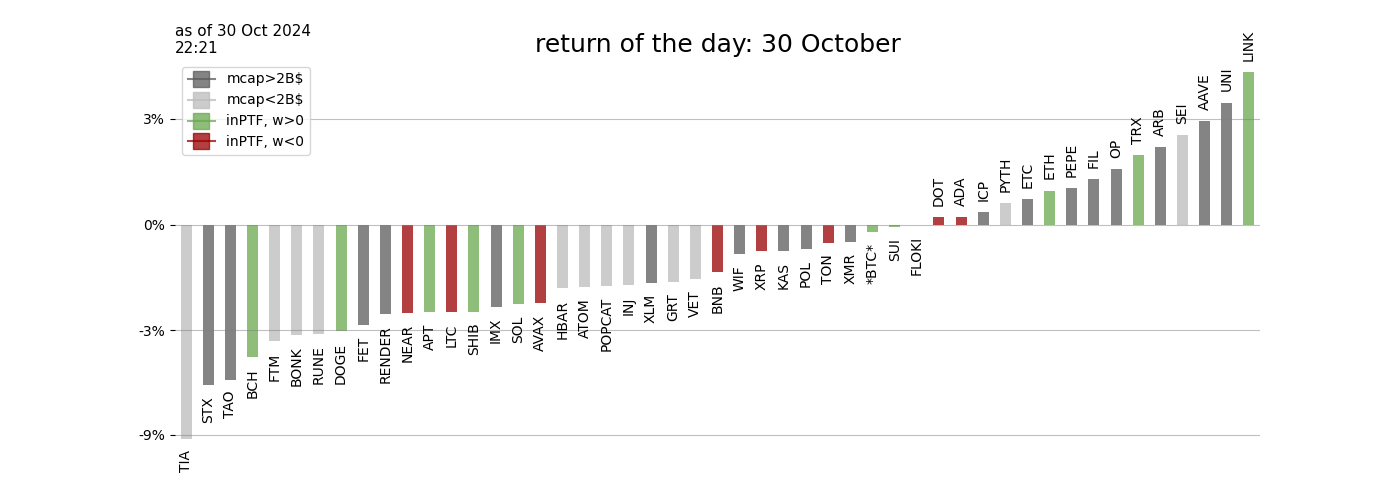 as of 30 Oct 2024
22:21
return of the day: 30 October
mcap>2B$
mcap<2B$
inPTF, w>0
inPTF, w<0
3%
0%
-3%
-9%
TIA
STX
TAO
BCH
FTM
BONK
RUNE
DOGE
FET
RENDER
NEAR
APT
LTC
SHIB
IMX
SOL
AVAX
HBAR
ATOM
POPCAT
INJ
XLM
GRT
VET
BNB
WIF
XRP
KAS
POL
TON
XMR
*BTC*
SUI
FLOKI
DOT
ADA
ICP
PYTH
ETC
ETH
PEPE
FIL
OP
TRX
ARB
SEI
AAVE
UNI
LINK